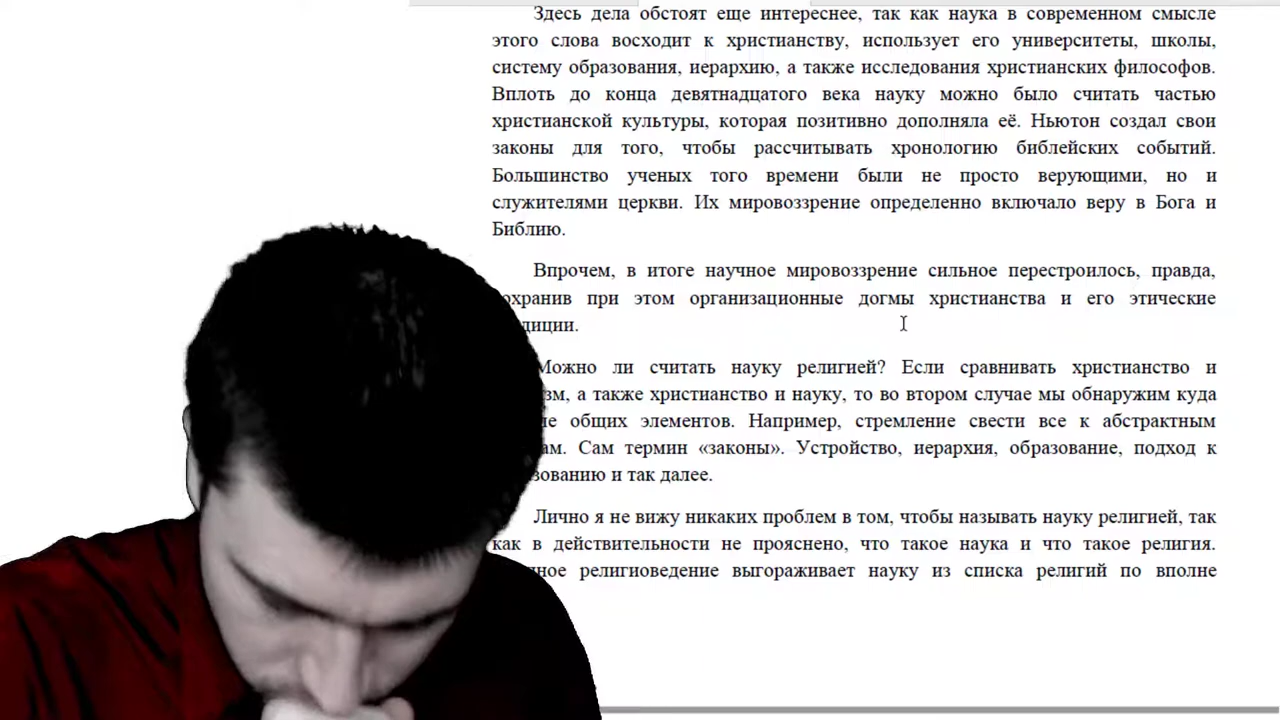 Здесь дела обстоят еще интереснее, так как наука в современном смысле
этого слова восходит к христианству, использует его университеты, школы,
систему образования, иерархию, а также исследования христианских философов.
Вплоть до конца девятнадцатого века науку можно было считать частью
христианской культуры, которая позитивно дополняла её. Ньютон создал свои
законы для того, чтобы рассчитывать хронологию библейских событий.
Большинство ученых того времени были не просто верующими, но и
служителями церкви. Их мировоззрение определенно включало веру в Бога и
Библию.
Впрочем, в итоге научное мировоззрение сильное перестроилось, правда,
при этом организационные догмы христианства и его этические
Можно ли считать науку религией? Если сравнивать христианство и
а также христианство и науку, то во втором случае мы обнаружим куда
общих элементов. Например, стремление свести все к абстрактным
Сам термин «законы». Устройство, иерархия, образование, подход к
и так далее.
Лично я не вижу никаких проблем в том, чтобы называть науку религией, так
как в действительности не прояснено, что такое наука и что такое религия.
религиоведение выгораживает науку из списка религий по вполне